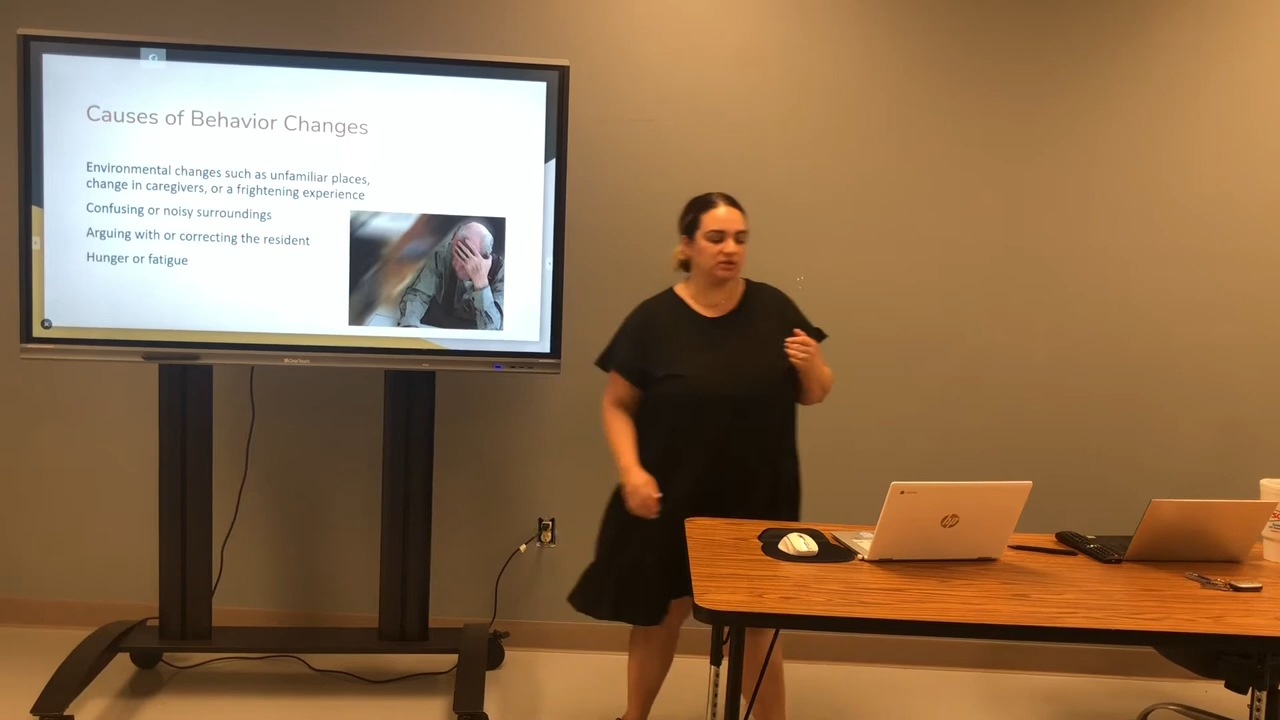 Causes of Behavior Changes
Environmental changes such as unfamiliar places,
change in caregivers, or a frightening experience
Confusing or noisy surroundings
Arguing with or correcting the resident
Hunger or fatigue
hp